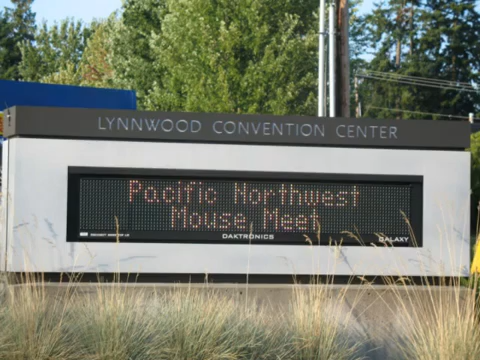 LYNNWOOD CONVENTION CENTER
Pacific Northwest
Mouse Meet
DAKTRONICS
GALAXY